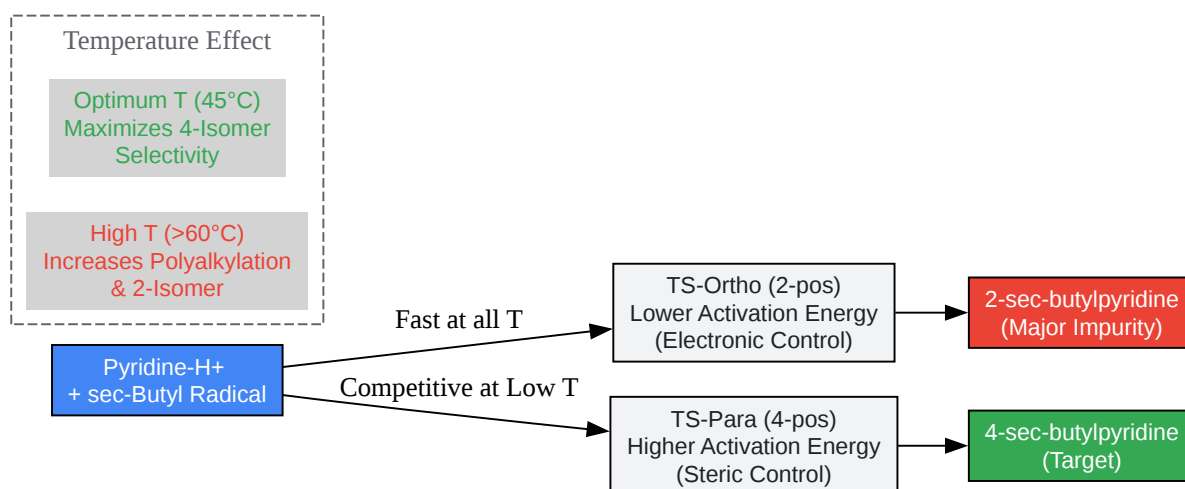 Temperature Effect
Optimum T (45°C)
Maximizes 4-Isomer
Selectivity
High T (>60°C)
Increases Polyalkylation
& 2-Isomer
Pyridine-H+
+ sec-Butyl Radical
Fast at all T
Competitive at Low T
TS-Ortho (2-pos)
Lower Activation Energy
(Electronic Control)
TS-Para (4-pos)
Higher Activation Energy
(Steric Control)
2-sec-butylpyridine
(Major Impurity)
4-sec-butylpyridine
(Target)